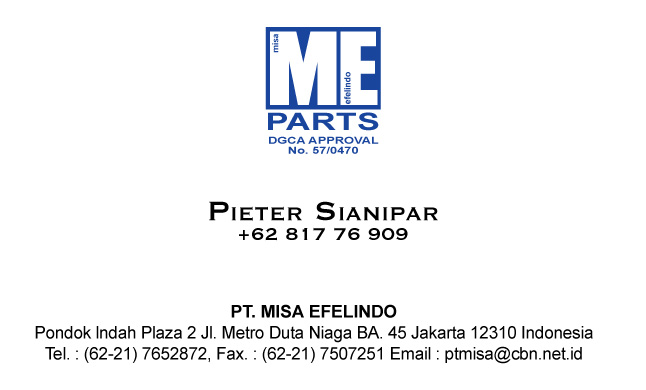 misa
ME
efelindo
PARTS
DGCA APPROVAL
No. 57/0470
PIETER SIANIPAR
+62 817 76 909
PT. MISA EFELINDO
Pondok Indah Plaza 2 Jl. Metro Duta Niaga BA. 45 Jakarta 12310 Indonesia
Tel. : (62-21) 7652872, Fax. : (62-21) 7507251 Email : ptmisa@cbn.net.id